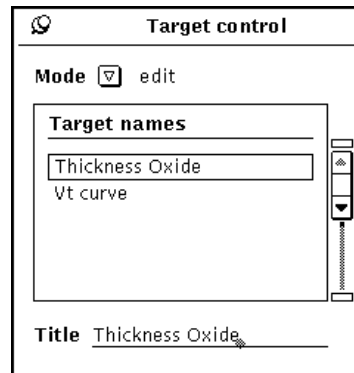 Target control
Mode edit
Target names
Thickness Oxide
Vt curve
Title Thickness Oxide